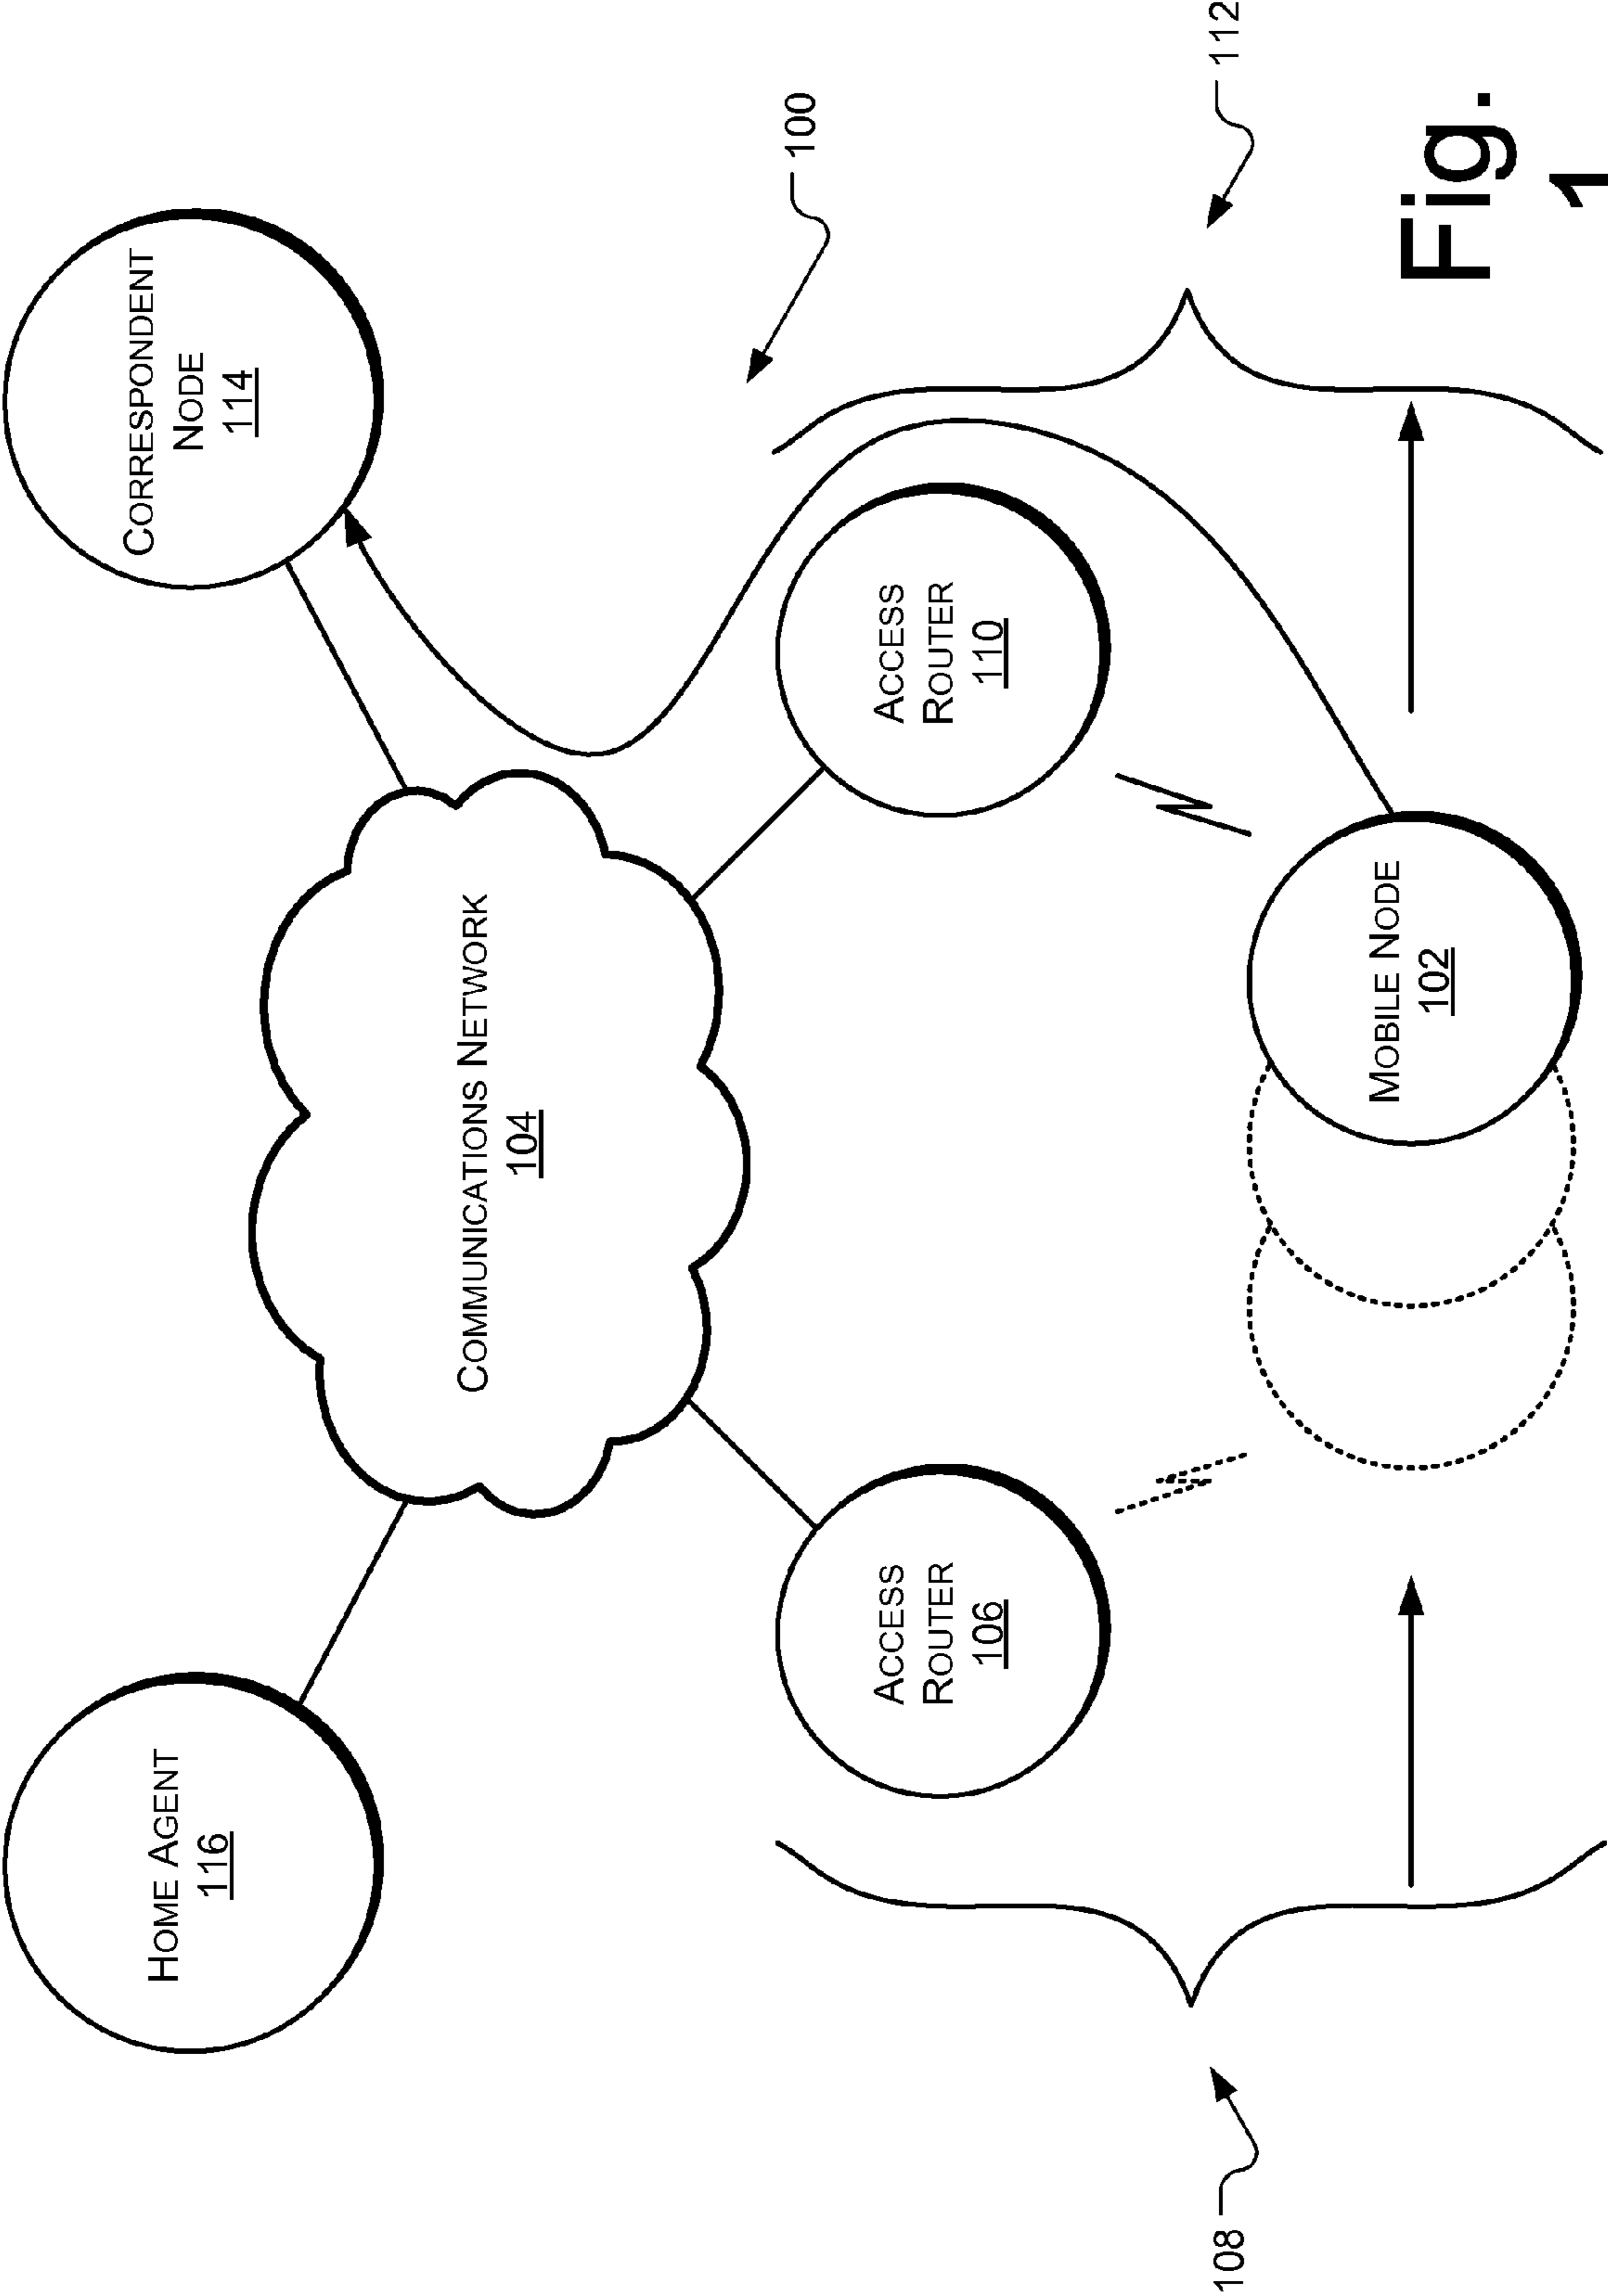 HOME AGENT
116
CORRESPONDENT
NODE
114
COMMUNICATIONS NETWORK
104
100
ACCESS
ROUTER
106
ACCESS
ROUTER
110
108
112
MOBILE NODE
102
Fig.
1